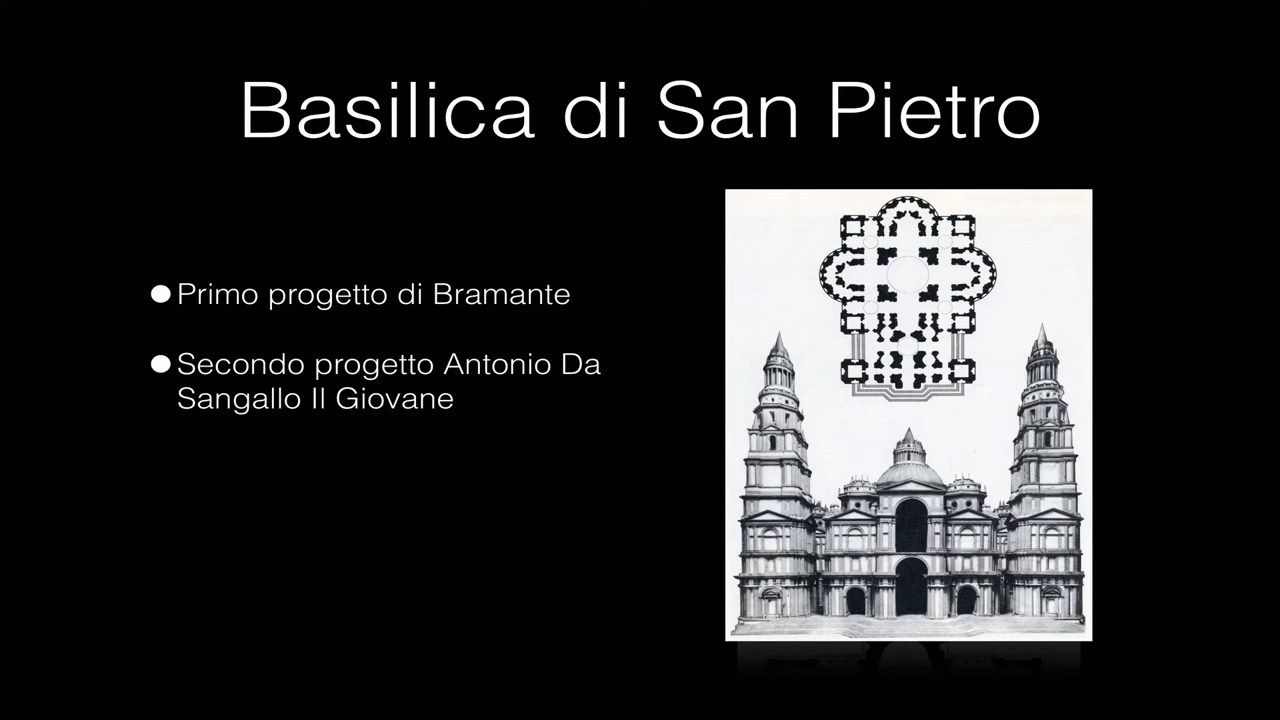 Basilica di San Pietro
●Primo progetto di Bramante
●Secondo progetto Antonio Da
Sangallo Il Giovane